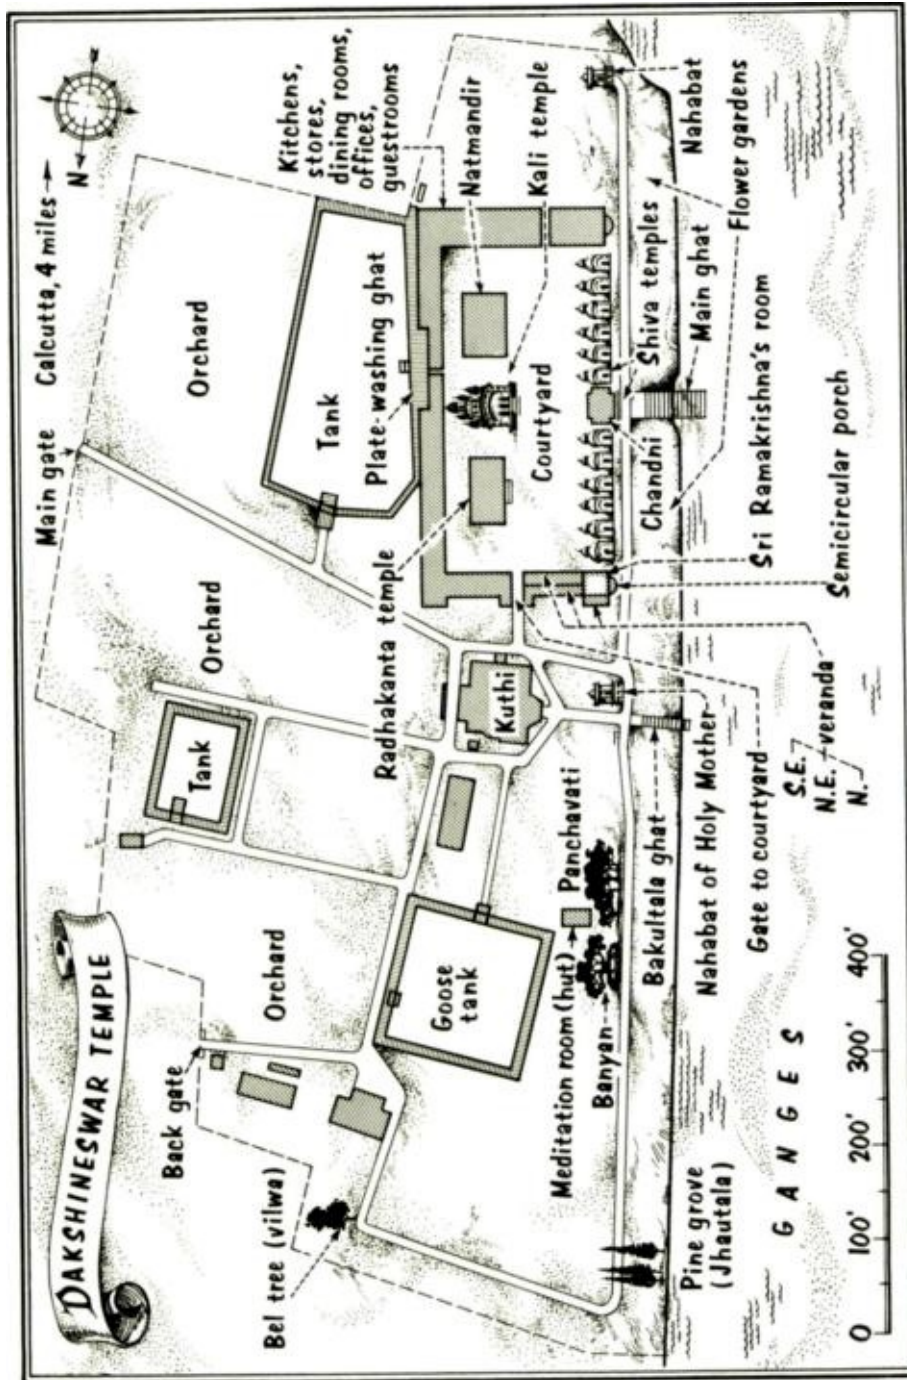 DAKSHINESWAR TEMPLE
Main gate
Calcutta, 4 miles
N
Orchard
Orchard
Orchard
Back gate
Bel tree (vilwa)
Tank
Tank
Plate-washing ghat
Kitchens,
stores,
dining rooms,
offices,
guestrooms
Natmandir
Kali temple
Radhakanta temple
Courtyard
Kuthi
Goose
tank
Meditation room (hut)
Panchavati
Banyan
Nahabat
Flower gardens
Shiva temples
Main ghat
Chandni
Sri Ramakrishna's room
Semicircular porch
Bakultala ghat
Nahabat of Holy Mother
Gate to courtyard
S.E.
N.E. veranda
N.
Pine grove
(Jhautala)
GANGES
0 100' 200' 300' 400'